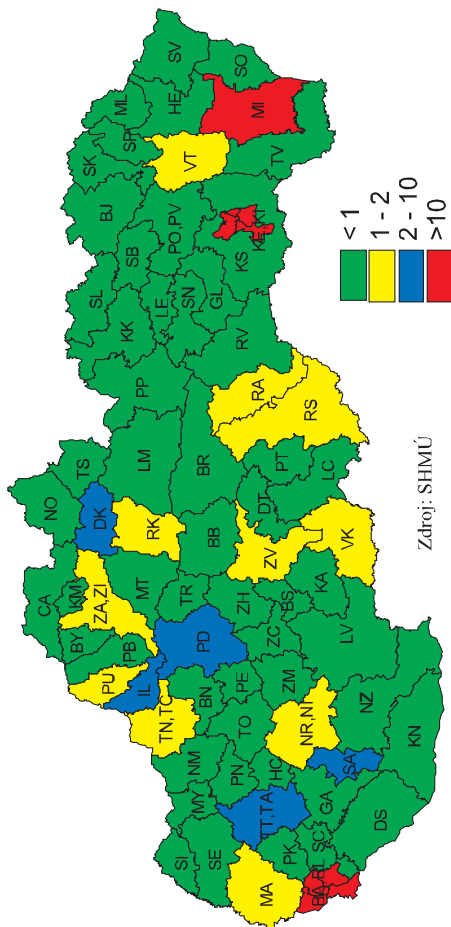 SV
SO
ML
HE
MI
SP
SK
VT
TV
BJ
PO,PV
SB
KS
SL
LE
SN
GL
KK
RV
PP
RA
RS
TS
LM
BR
PT
LC
NO
DK
RK
BB
DT
ZV
VK
CA
KM
ZA,ZI
MT
TR
ZH
BS
KA
BY
PB
PD
ZC
LV
PU
IL
TN,TC
BN
PE
ZM
TO
NR,NI
NZ
NM
PN
HC
SA
KN
MY
TT,TA
GA
DS
SI
SE
PK
SC
MA
< 1
1 - 2
2 - 10
>10
Zdroj: SHMÚ